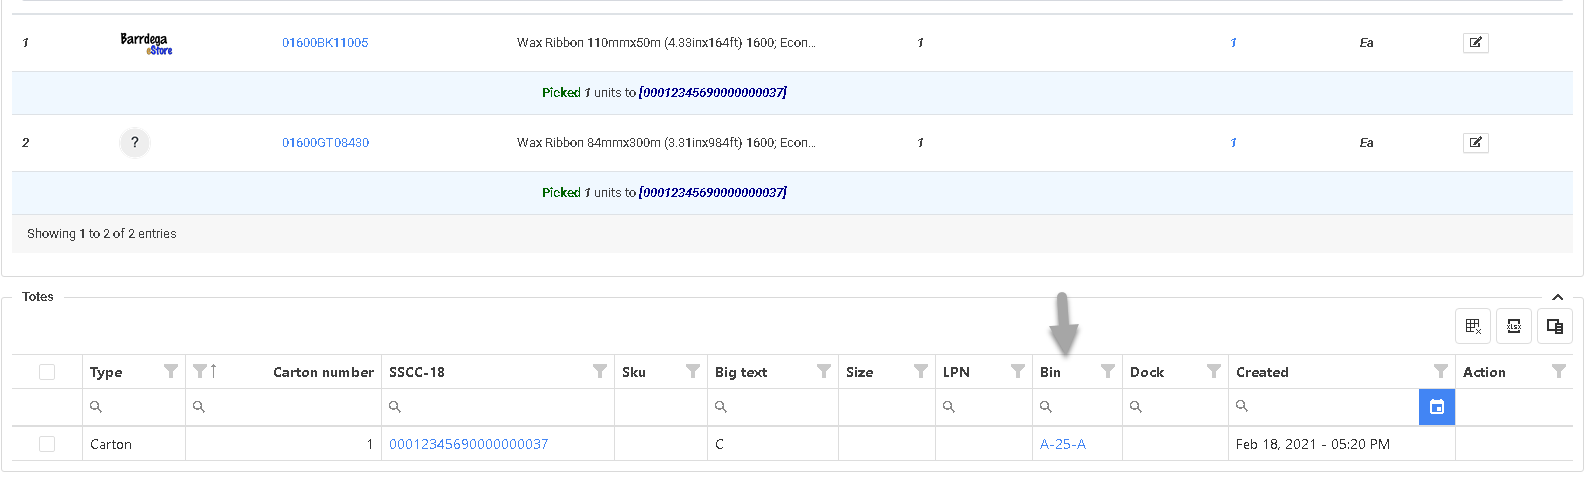 1 Barrdega eStore 01600BK11005 Wax Ribbon 110mmx50m (4.33inx164ft) 1600; Econ... 1 1 Ea
Picked 1 units to [00012345690000000037]
2 ? 01600GT08430 Wax Ribbon 84mmx300m (3.31inx984ft) 1600; Econ... 1 1 Ea
Picked 1 units to [00012345690000000037]
Showing 1 to 2 of 2 entries
Totes
xlsx
Type Carton number SSCC-18 Sku Big text Size LPN Bin Dock Created Action
Carton 1 00012345690000000037 C A-25-A Feb 18, 2021 - 05:20 PM